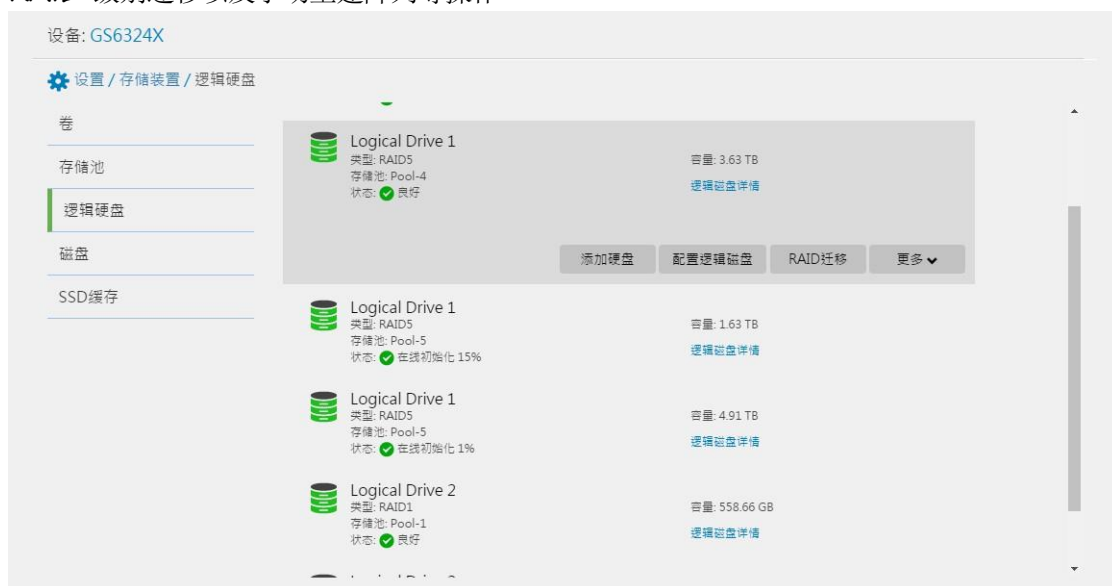 设备: GS6324X
设置 / 存储装置 / 逻辑硬盘
卷
存储池
逻辑硬盘
磁盘
SSD缓存
Logical Drive 1
类型: RAID5
存储池: Pool-4
状态: 良好
容量: 3.63 TB
逻辑磁盘详情
添加硬盘 配置逻辑磁盘 RAID迁移 更多
Logical Drive 1
类型: RAID5
存储池: Pool-5
状态: 在线初始化 15%
容量: 1.63 TB
逻辑磁盘详情
Logical Drive 1
类型: RAID5
存储池: Pool-5
状态: 在线初始化 1%
容量: 4.91 TB
逻辑磁盘详情
Logical Drive 2
类型: RAID1
存储池: Pool-1
状态: 良好
容量: 558.66 GB
逻辑磁盘详情